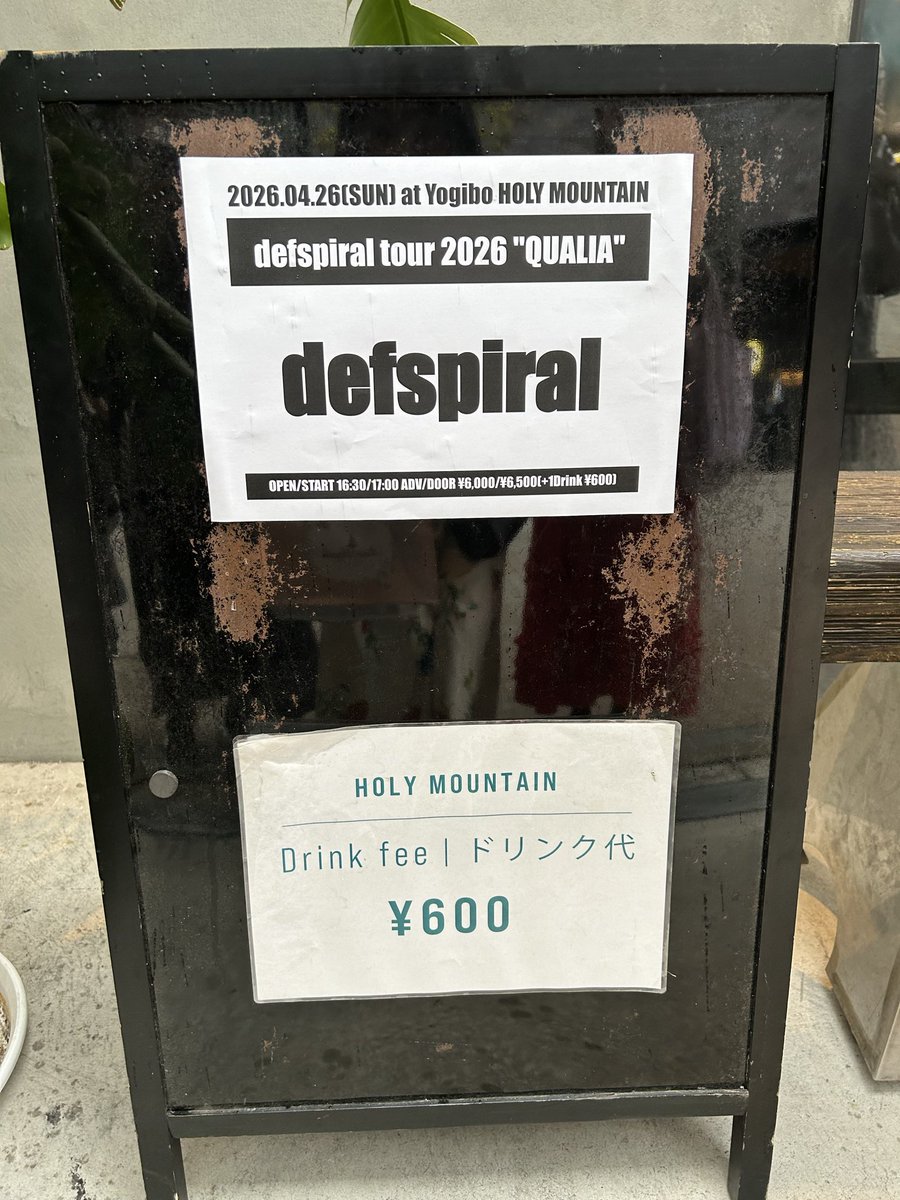 2026.04.26(SUN) at Yogibo HOLY MOUNTAIN
defspiral tour 2026 "QUALIA"
defspiral
OPEN/START 16:30/17:00 ADV/DOOR ¥6,000/¥6,500(+1Drink ¥600)
HOLY MOUNTAIN
Drink fee | ドリンク代
¥600